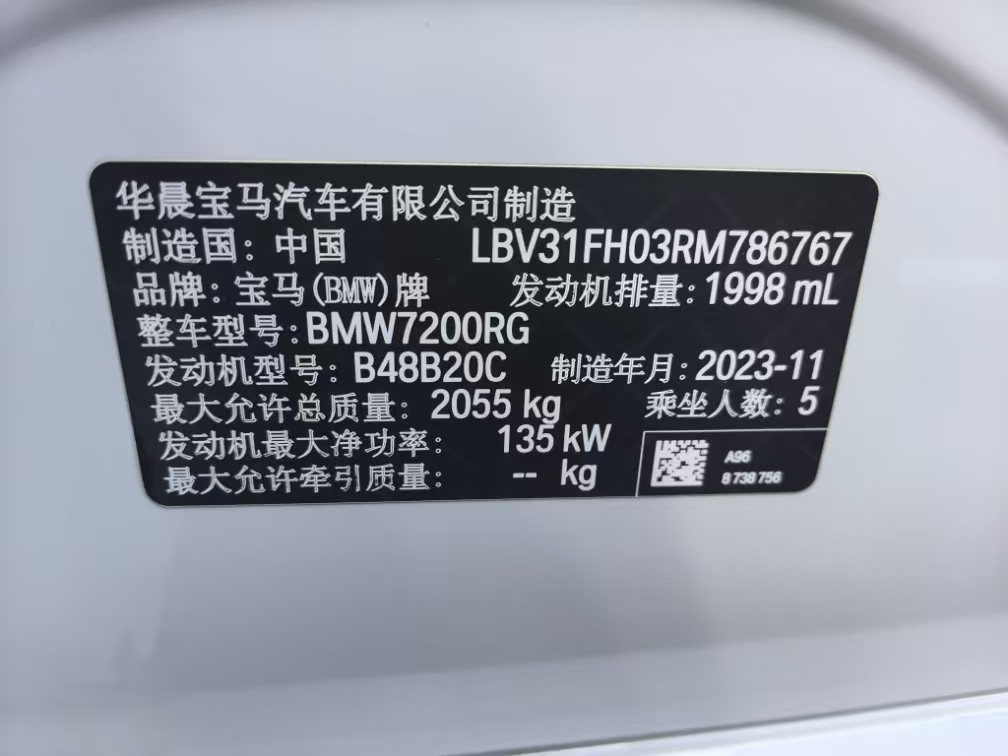 华晨宝马汽车有限公司制造
制造国：中国 LBV31FH03RM786767
品牌：宝马(BMW)牌 发动机排量：1998 mL
整车型号：BMW7200RG
发动机型号：B48B20C 制造年月：2023-11
最大允许总质量：2055 kg 乘坐人数：5
发动机最大净功率：135 kW
最大允许牵引质量：-- kg
A96
8 738 756